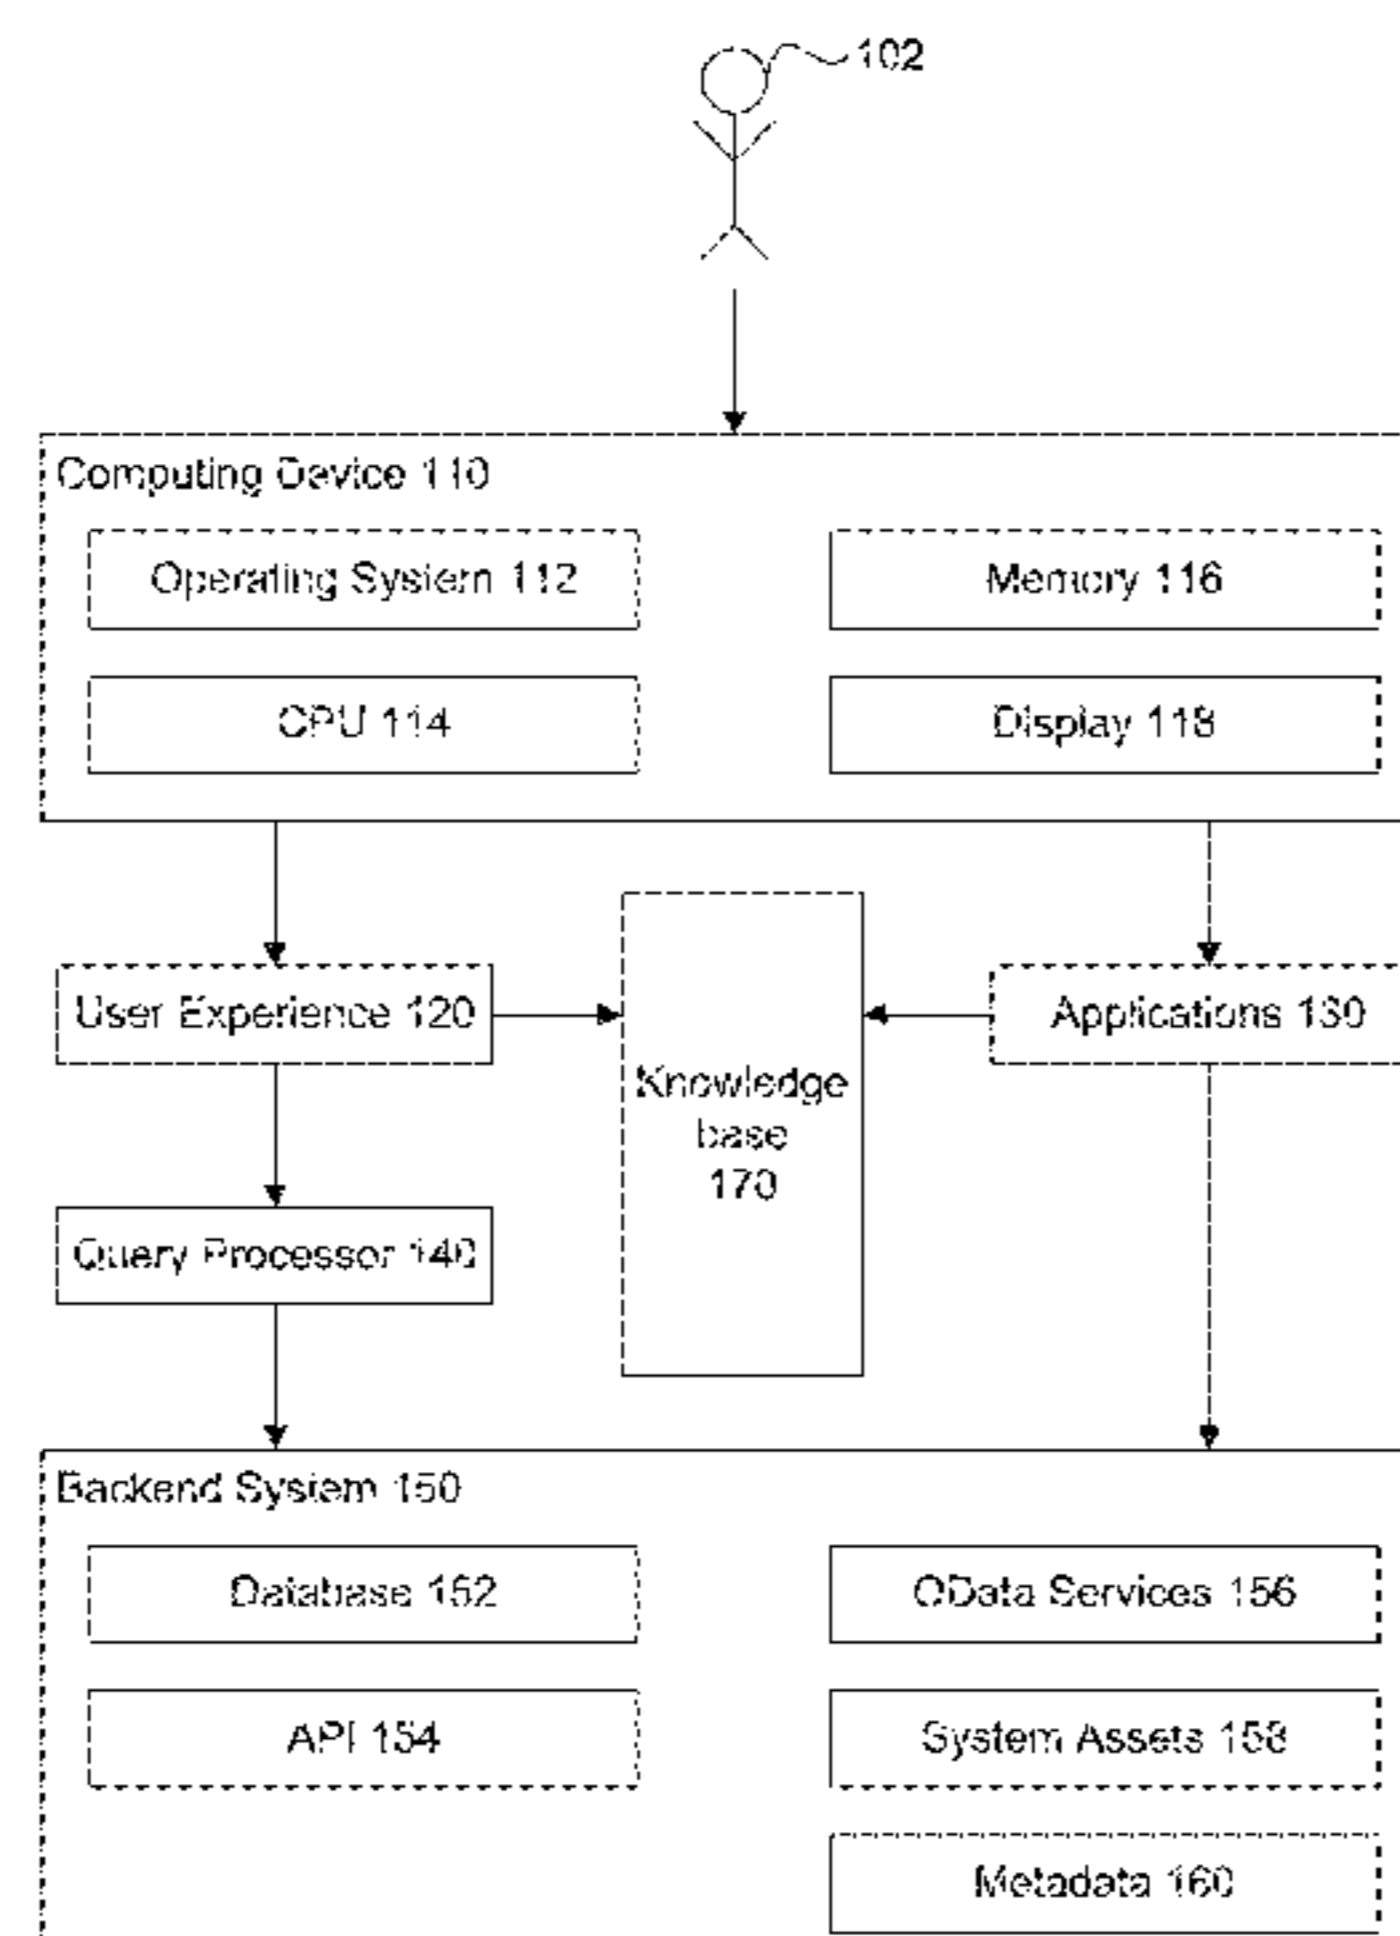 102
Computing Device 110
Operating System 112
Memory 116
CPU 114
Display 118
User Experience 120
Applications 130
Knowledge
base
170
Query Processor 140
Backend System 150
Database 152
OData Services 156
API 154
System Assets 158
Metadata 160